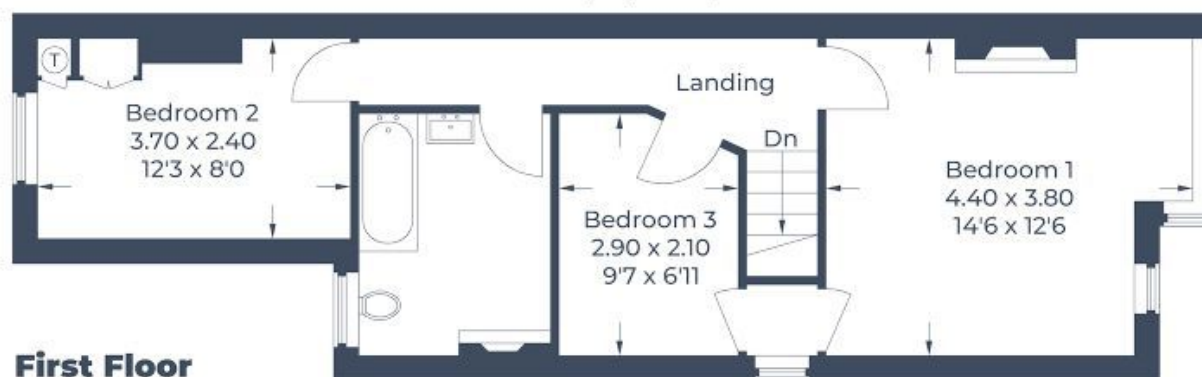 T
Bedroom 2
3.70 x 2.40
12'3 x 8'0
Landing
Dn
Bedroom 3
2.90 x 2.10
9'7 x 6'11
Bedroom 1
4.40 x 3.80
14'6 x 12'6
First Floor